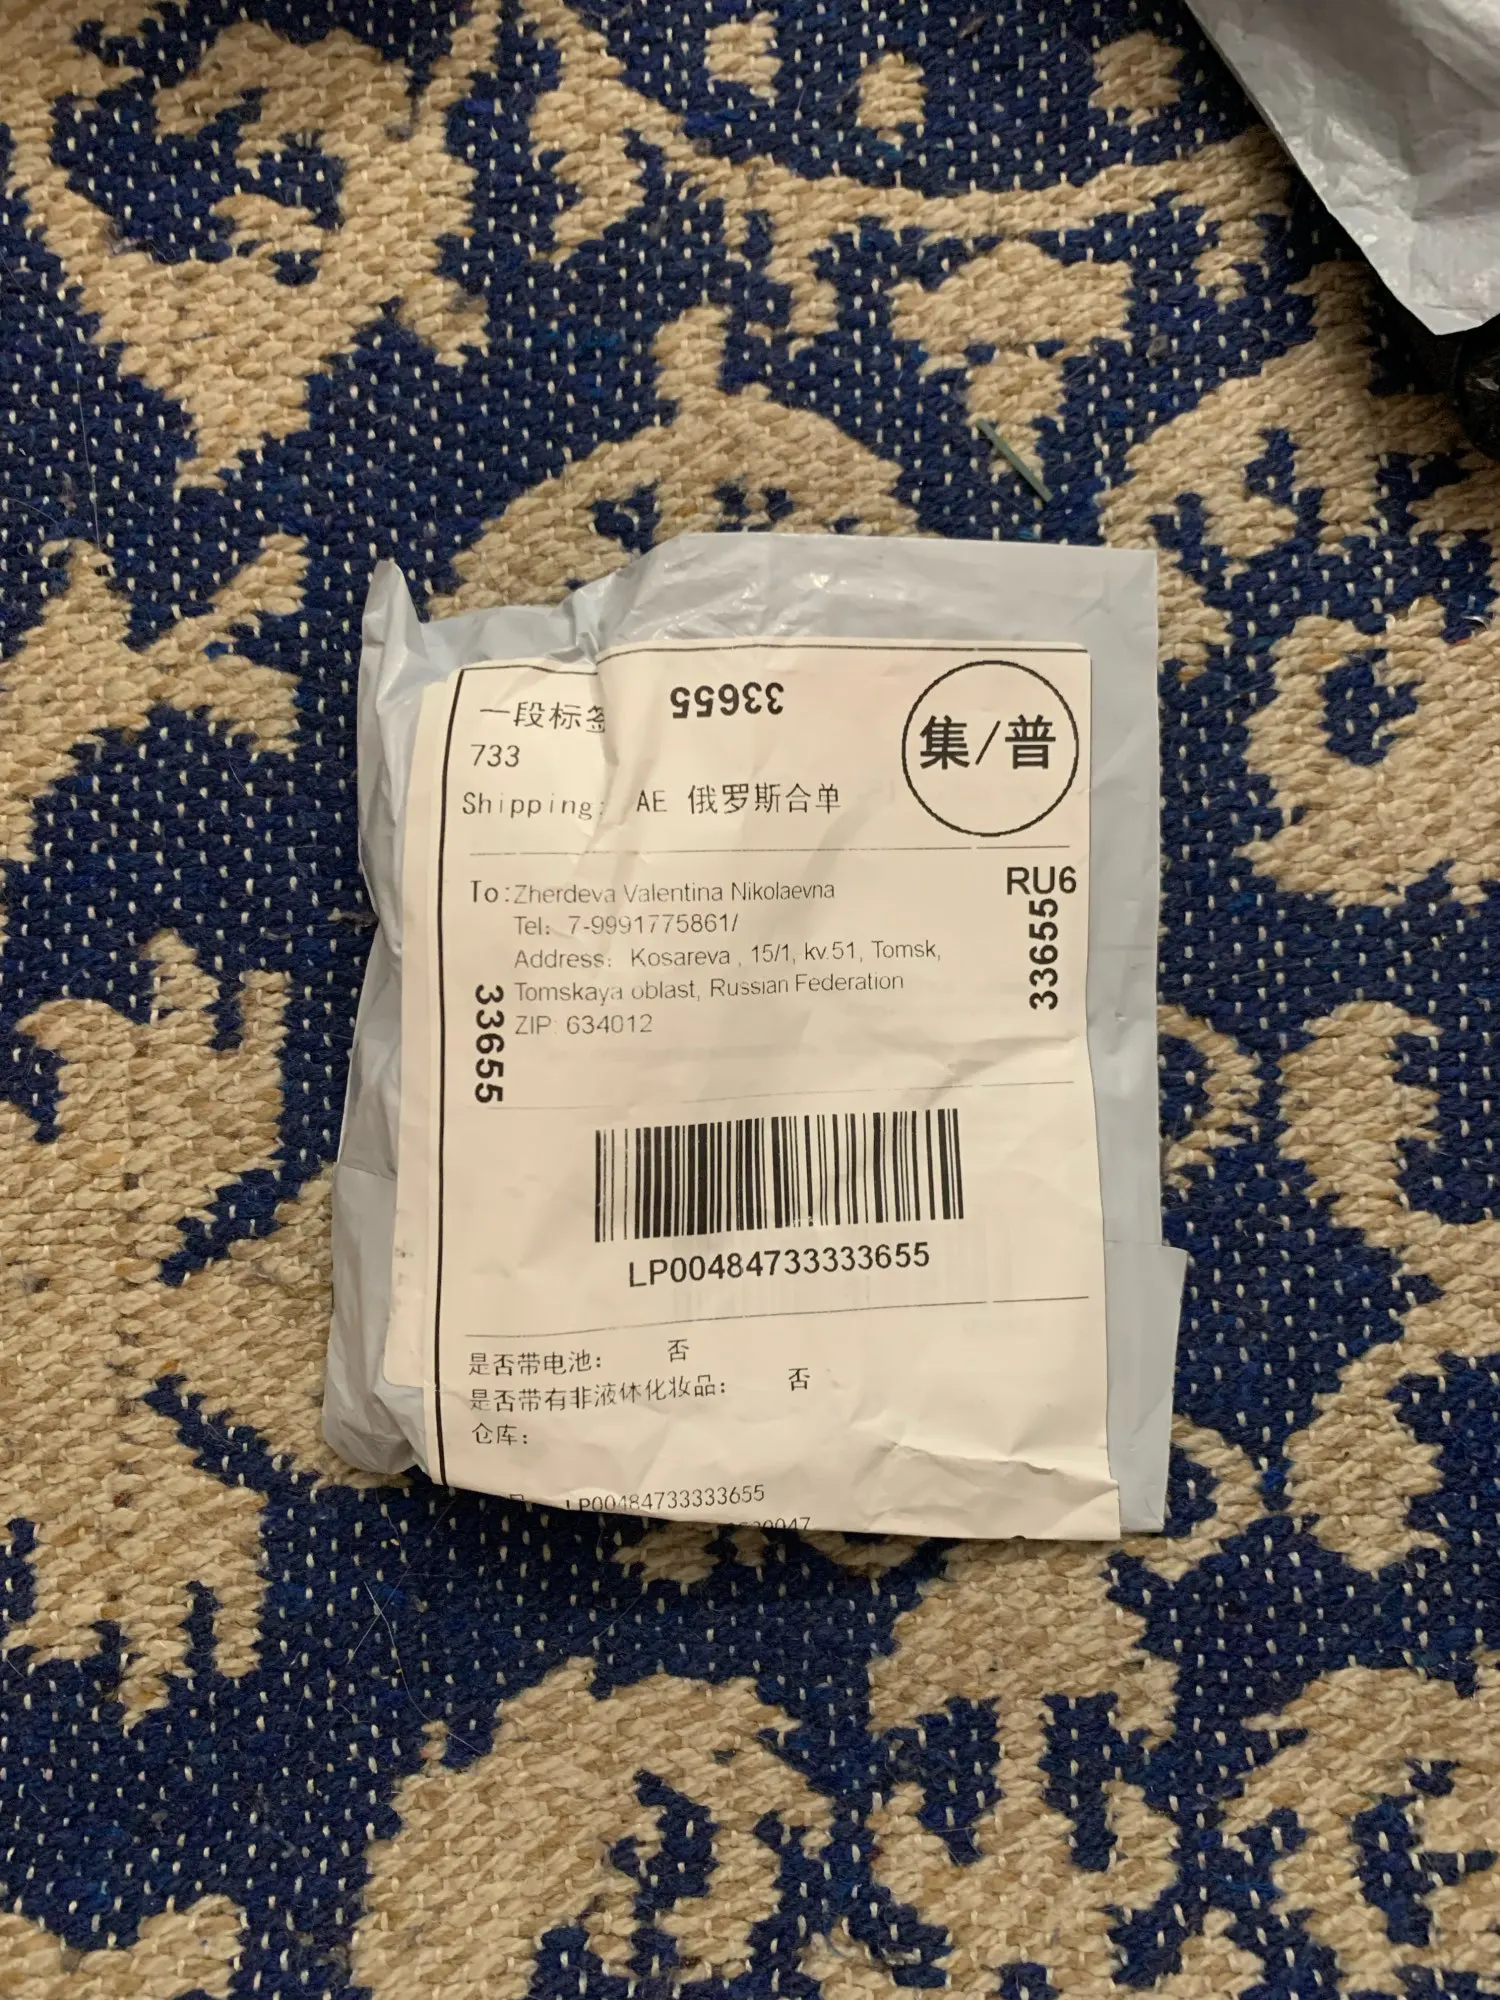 一段标签
33655
集/普
733
Shipping: AE 俄罗斯合单
RU6
33655
To:Zherdeva Valentina Nikolaevna
Tel: 7-9991775861/
Address: Kosareva , 15/1, kv.51, Tomsk,
Tomskaya oblast, Russian Federation
ZIP: 634012
33655
LP00484733333655
是否带电池: 否
是否带有非液体化妆品: 否
仓库:
LP00484733333655